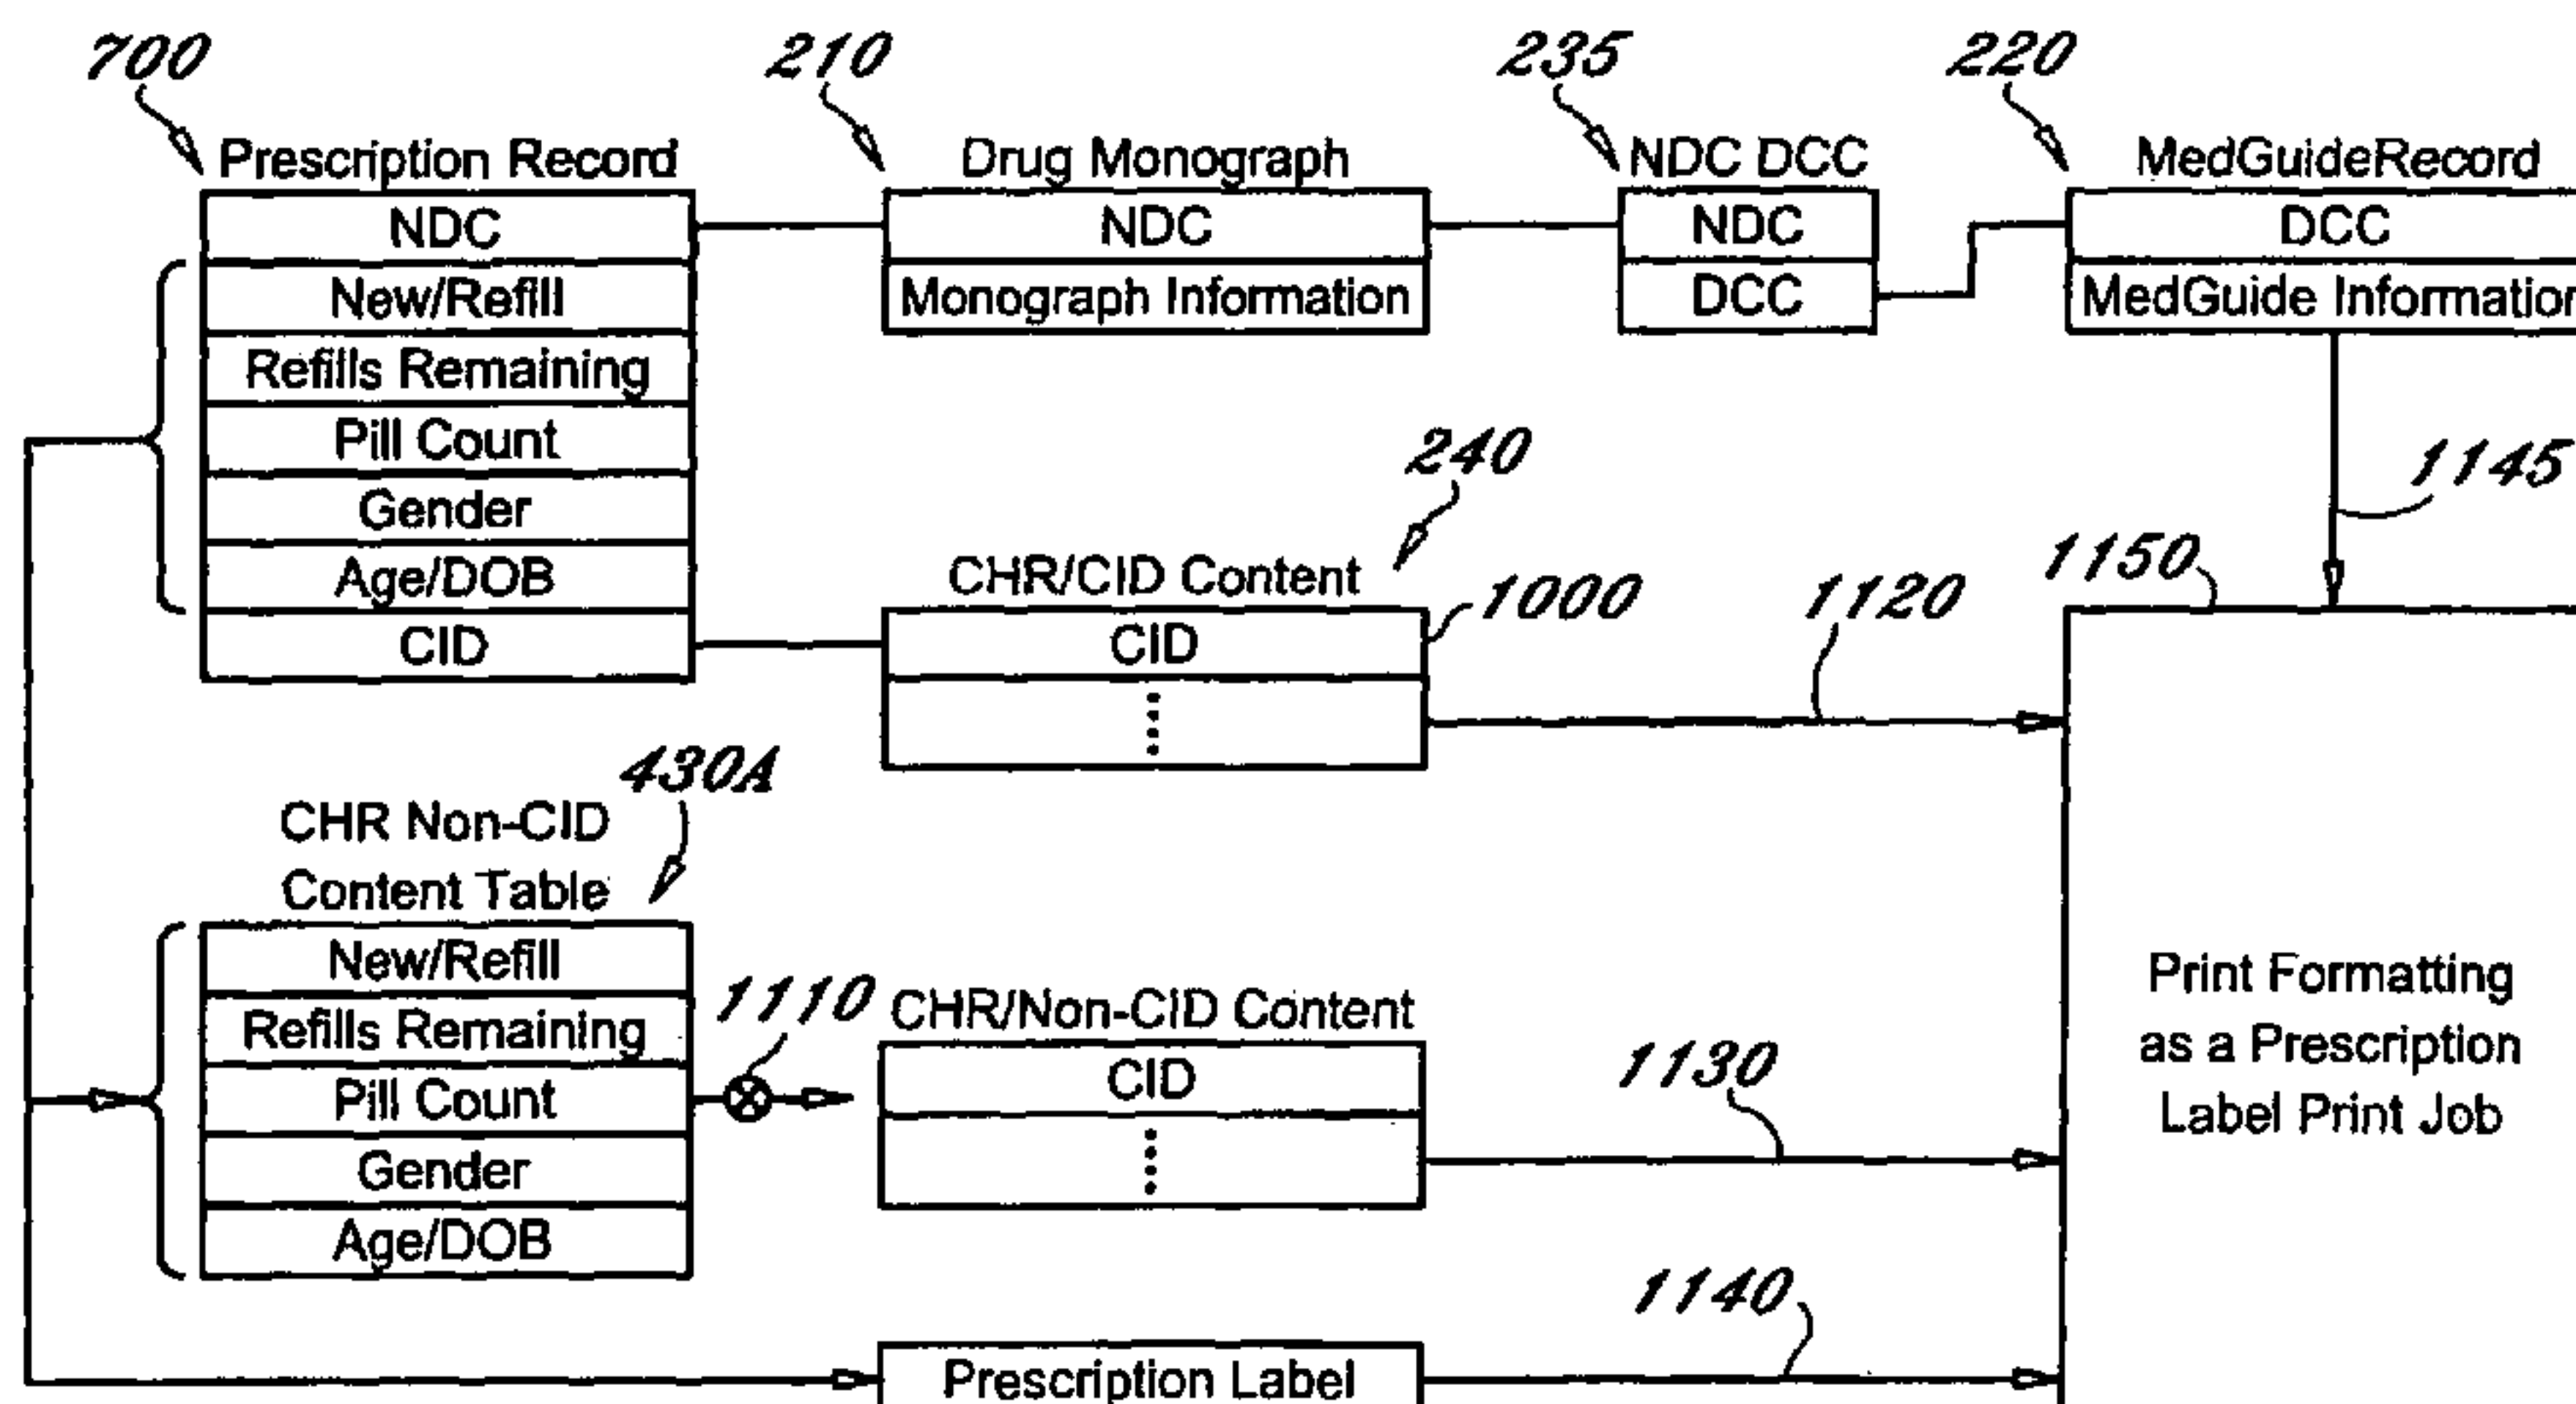 700
210
235
220
Prescription Record
Drug Monograph
NDC DCC
MedGuideRecord
NDC
NDC
NDC
DCC
New/Refill
Monograph Information
DCC
MedGuide Information
Refills Remaining
Pill Count
Gender
Age/DOB
CID
240
1145
CHR/CID Content
1000
1120
1150
CID
430A
CHR Non-CID
Content Table
New/Refill
Refills Remaining
Pill Count
Gender
Age/DOB
1110
CHR/Non-CID Content
CID
1130
Print Formatting
as a Prescription
Label Print Job
1140
Prescription Label